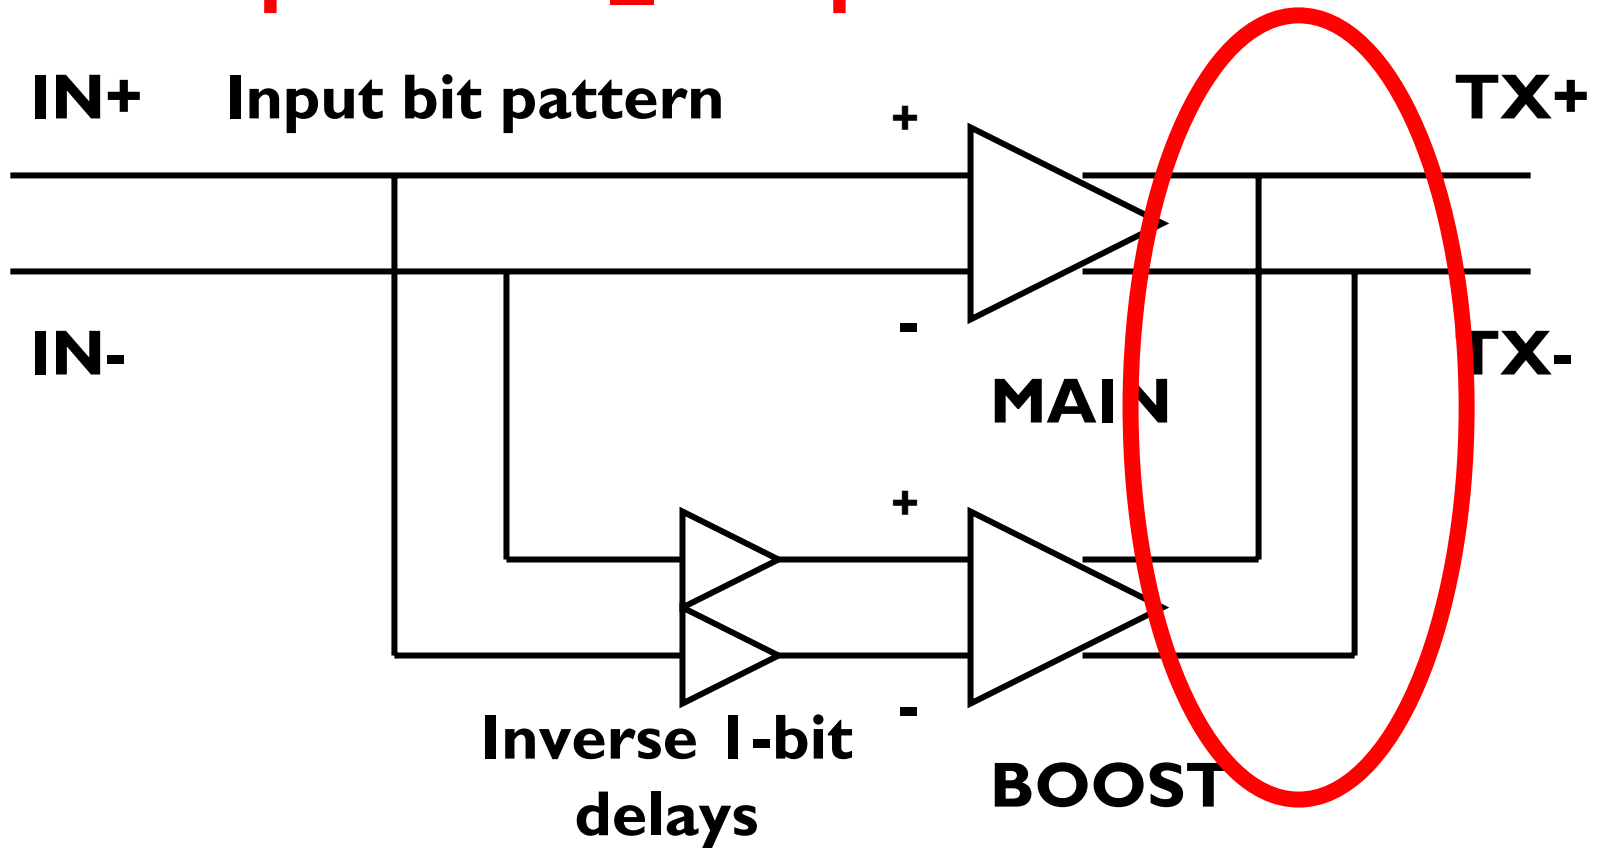 IN+ Input bit pattern + TX+
IN- - TX-
MAIN
+
Inverse 1-bit -
delays
BOOST